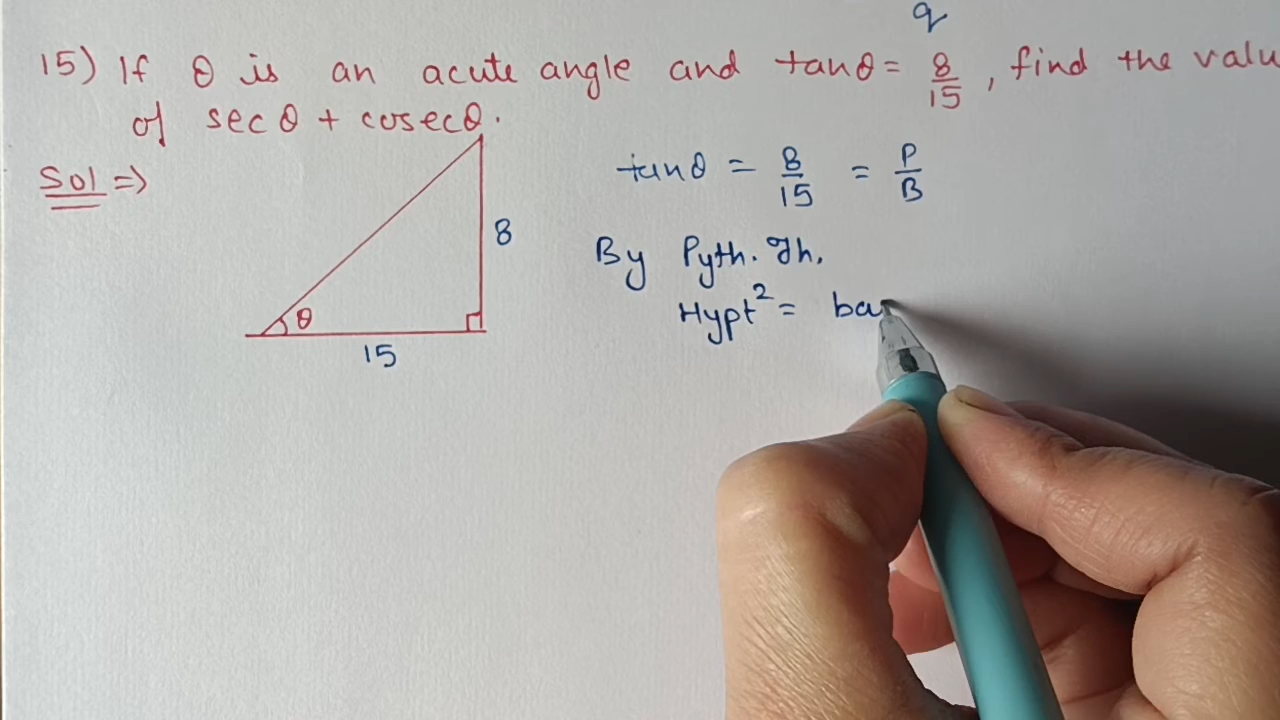 q
15) If θ is an acute angle and tanθ = 8/15, find the valu
of secθ + cosecθ.
Sol =>
tanθ = 8/15 = P/B
8
By Pyth. Th.
Hypt² = ba
θ
15